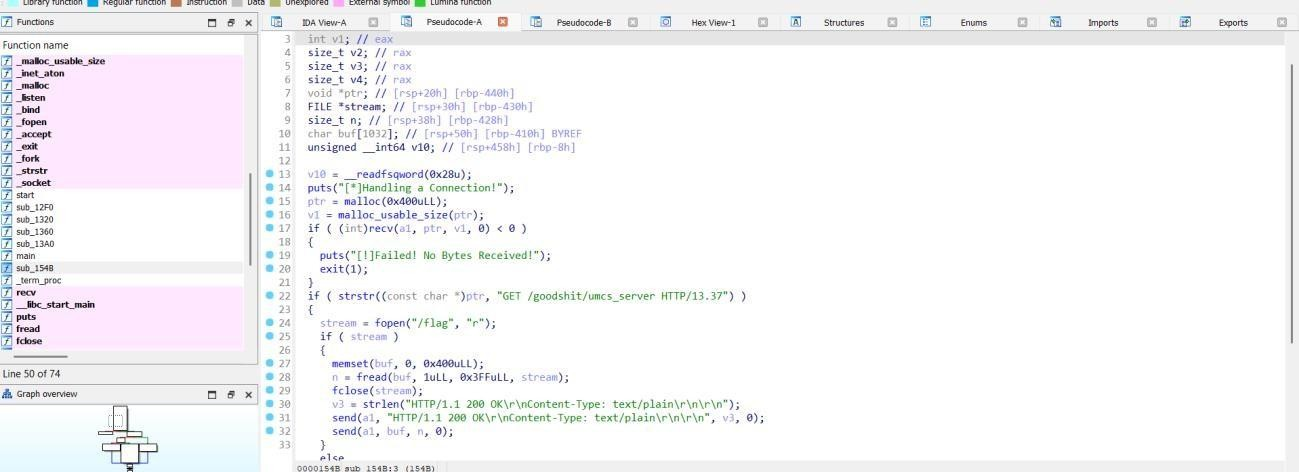 Library function Regular function Instruction Data Unexplored External symbol Lumina function
Functions
IDA View-A Pseudocode-A Pseudocode-B Hex View-1 Structures Enums Imports Exports
Function name
_malloc_usable_size
_inet_aton
_malloc
_listen
_bind
_fopen
_accept
_exit
_fork
_strstr
_socket
start
sub_12F0
sub_1320
sub_1360
sub_13A0
main
sub_154B
_term_proc
recv
__libc_start_main
puts
fread
fclose
Line 50 of 74
Graph overview
3 int v1; // eax
4 size_t v2; // rax
5 size_t v3; // rax
6 size_t v4; // rax
7 void *ptr; // [rsp+20h] [rbp-440h]
8 FILE *stream; // [rsp+30h] [rbp-430h]
9 size_t n; // [rsp+38h] [rbp-428h]
10 char buf[1032]; // [rsp+50h] [rbp-410h] BYREF
11 unsigned __int64 v10; // [rsp+458h] [rbp-8h]
12
13 v10 = __readfsqword(0x28u);
14 puts("[*]Handling a Connection!");
15 ptr = malloc(0x400uLL);
16 v1 = malloc_usable_size(ptr);
17 if ( (int)recv(a1, ptr, v1, 0) < 0 )
18 {
19 puts("[!]Failed! No Bytes Received!");
20 exit(1);
21 }
22 if ( strstr((const char *)ptr, "GET /goodshit/umcs_server HTTP/13.37") )
23 {
24 stream = fopen("/flag", "r");
25 if ( stream )
26 {
27 memset(buf, 0, 0x400uLL);
28 n = fread(buf, 1uLL, 0x3FFuLL, stream);
29 fclose(stream);
30 v3 = strlen("HTTP/1.1 200 OK\r\nContent-Type: text/plain\r\n\r\n");
31 send(a1, "HTTP/1.1 200 OK\r\nContent-Type: text/plain\r\n\r\n", v3, 0);
32 send(a1, buf, n, 0);
33 }
else
0000154B sub_154B:3 (154B)